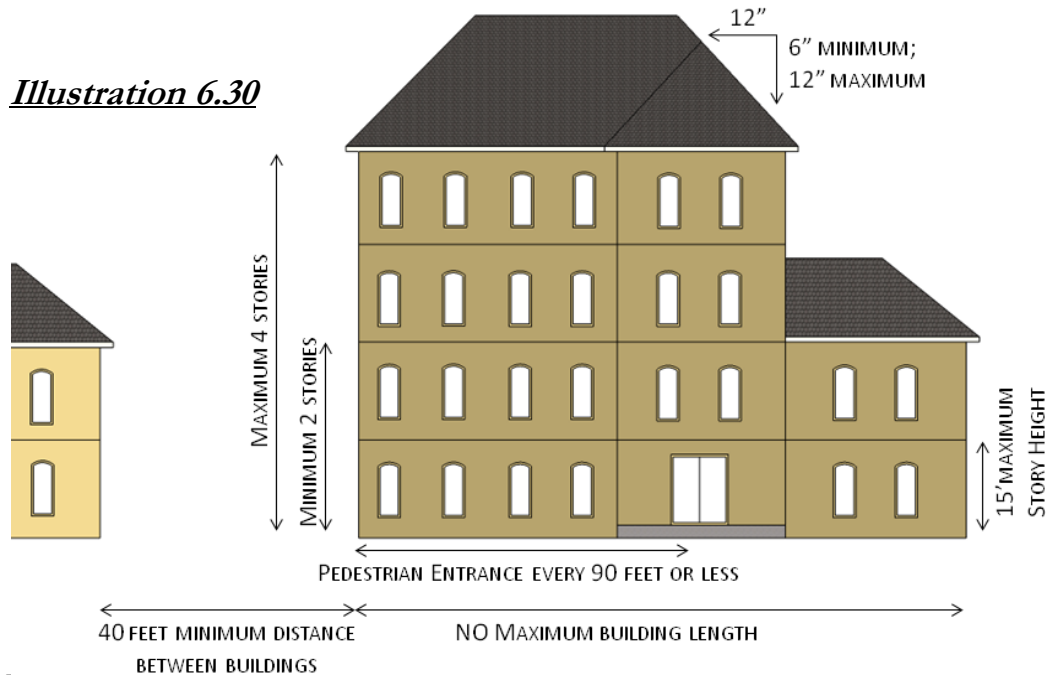 Illustration 6.30
12”
6” MINIMUM;
12” MAXIMUM
MAXIMUM 4 STORIES
MINIMUM 2 STORIES
15’MAXIMUM
STORY HEIGHT
PEDESTRIAN ENTRANCE EVERY 90 FEET OR LESS
40 FEET MINIMUM DISTANCE
BETWEEN BUILDINGS
NO MAXIMUM BUILDING LENGTH